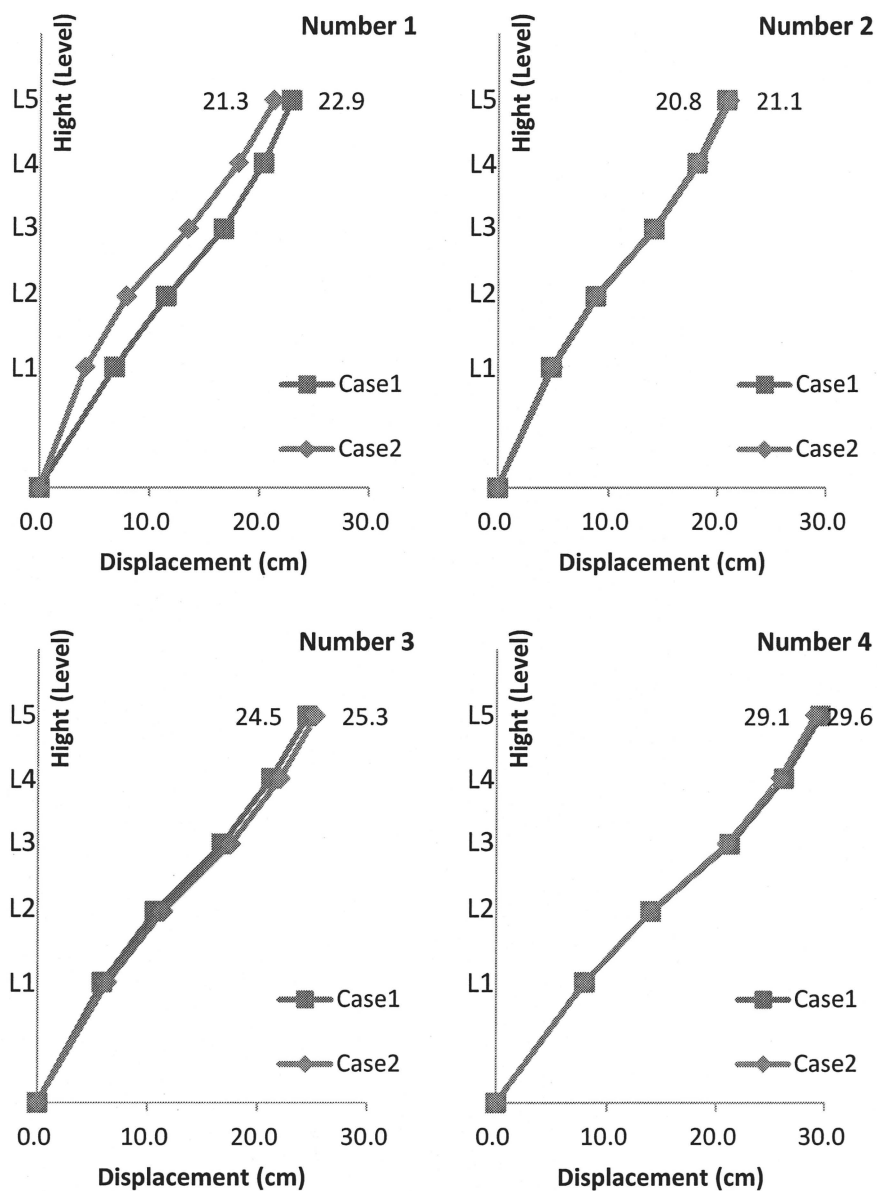 Number 1
Hight (Level)
L5
L4
L3
L2
L1
21.3
22.9
Case1
Case2
0.0 10.0 20.0 30.0
Displacement (cm)
Number 2
Hight (Level)
L5
L4
L3
L2
L1
20.8
21.1
Case1
Case2
0.0 10.0 20.0 30.0
Displacement (cm)
Number 3
Hight (Level)
L5
L4
L3
L2
L1
24.5
25.3
Case1
Case2
0.0 10.0 20.0 30.0
Displacement (cm)
Number 4
Hight (Level)
L5
L4
L3
L2
L1
29.1
29.6
Case1
Case2
0.0 10.0 20.0 30.0
Displacement (cm)